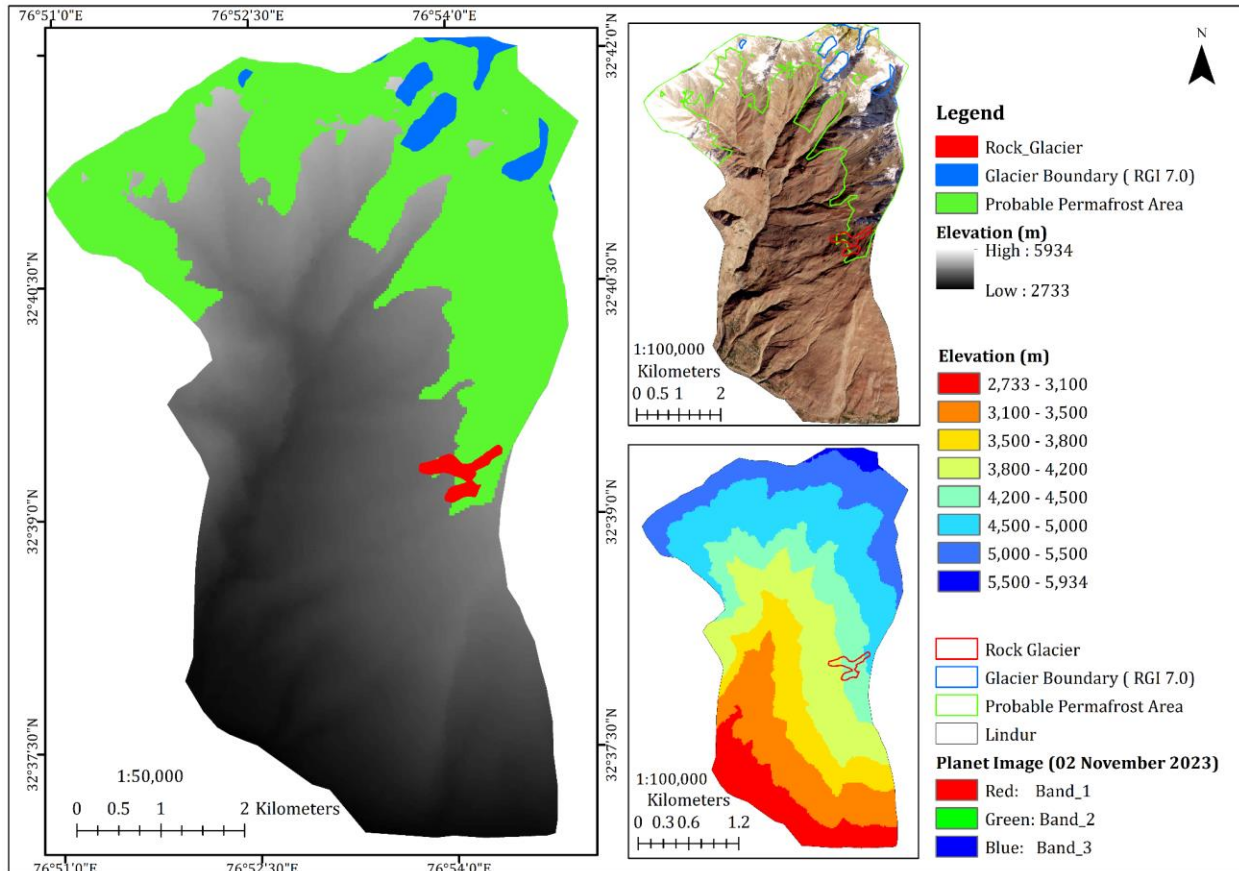 76°51'0"E
76°52'30"E
76°54'0"E
32°42'0"N
32°40'30"N
32°39'0"N
32°37'30"N
32°40'30"N
32°39'0"N
32°37'30"N
1:50,000
0 0.5 1 2 Kilometers
76°51'0"E
76°52'30"E
76°54'0"E
1:100,000
Kilometers
0 0.5 1 2
1:100,000
Kilometers
0 0.3 0.6 1.2
N
Legend
Rock_Glacier
Glacier Boundary ( RGI 7.0)
Probable Permafrost Area
Elevation (m)
High : 5934
Low : 2733
Elevation (m)
2,733 - 3,100
3,100 - 3,500
3,500 - 3,800
3,800 - 4,200
4,200 - 4,500
4,500 - 5,000
5,000 - 5,500
5,500 - 5,934
Rock Glacier
Glacier Boundary ( RGI 7.0)
Probable Permafrost Area
Lindur
Planet Image (02 November 2023)
Red: Band_1
Green: Band_2
Blue: Band_3